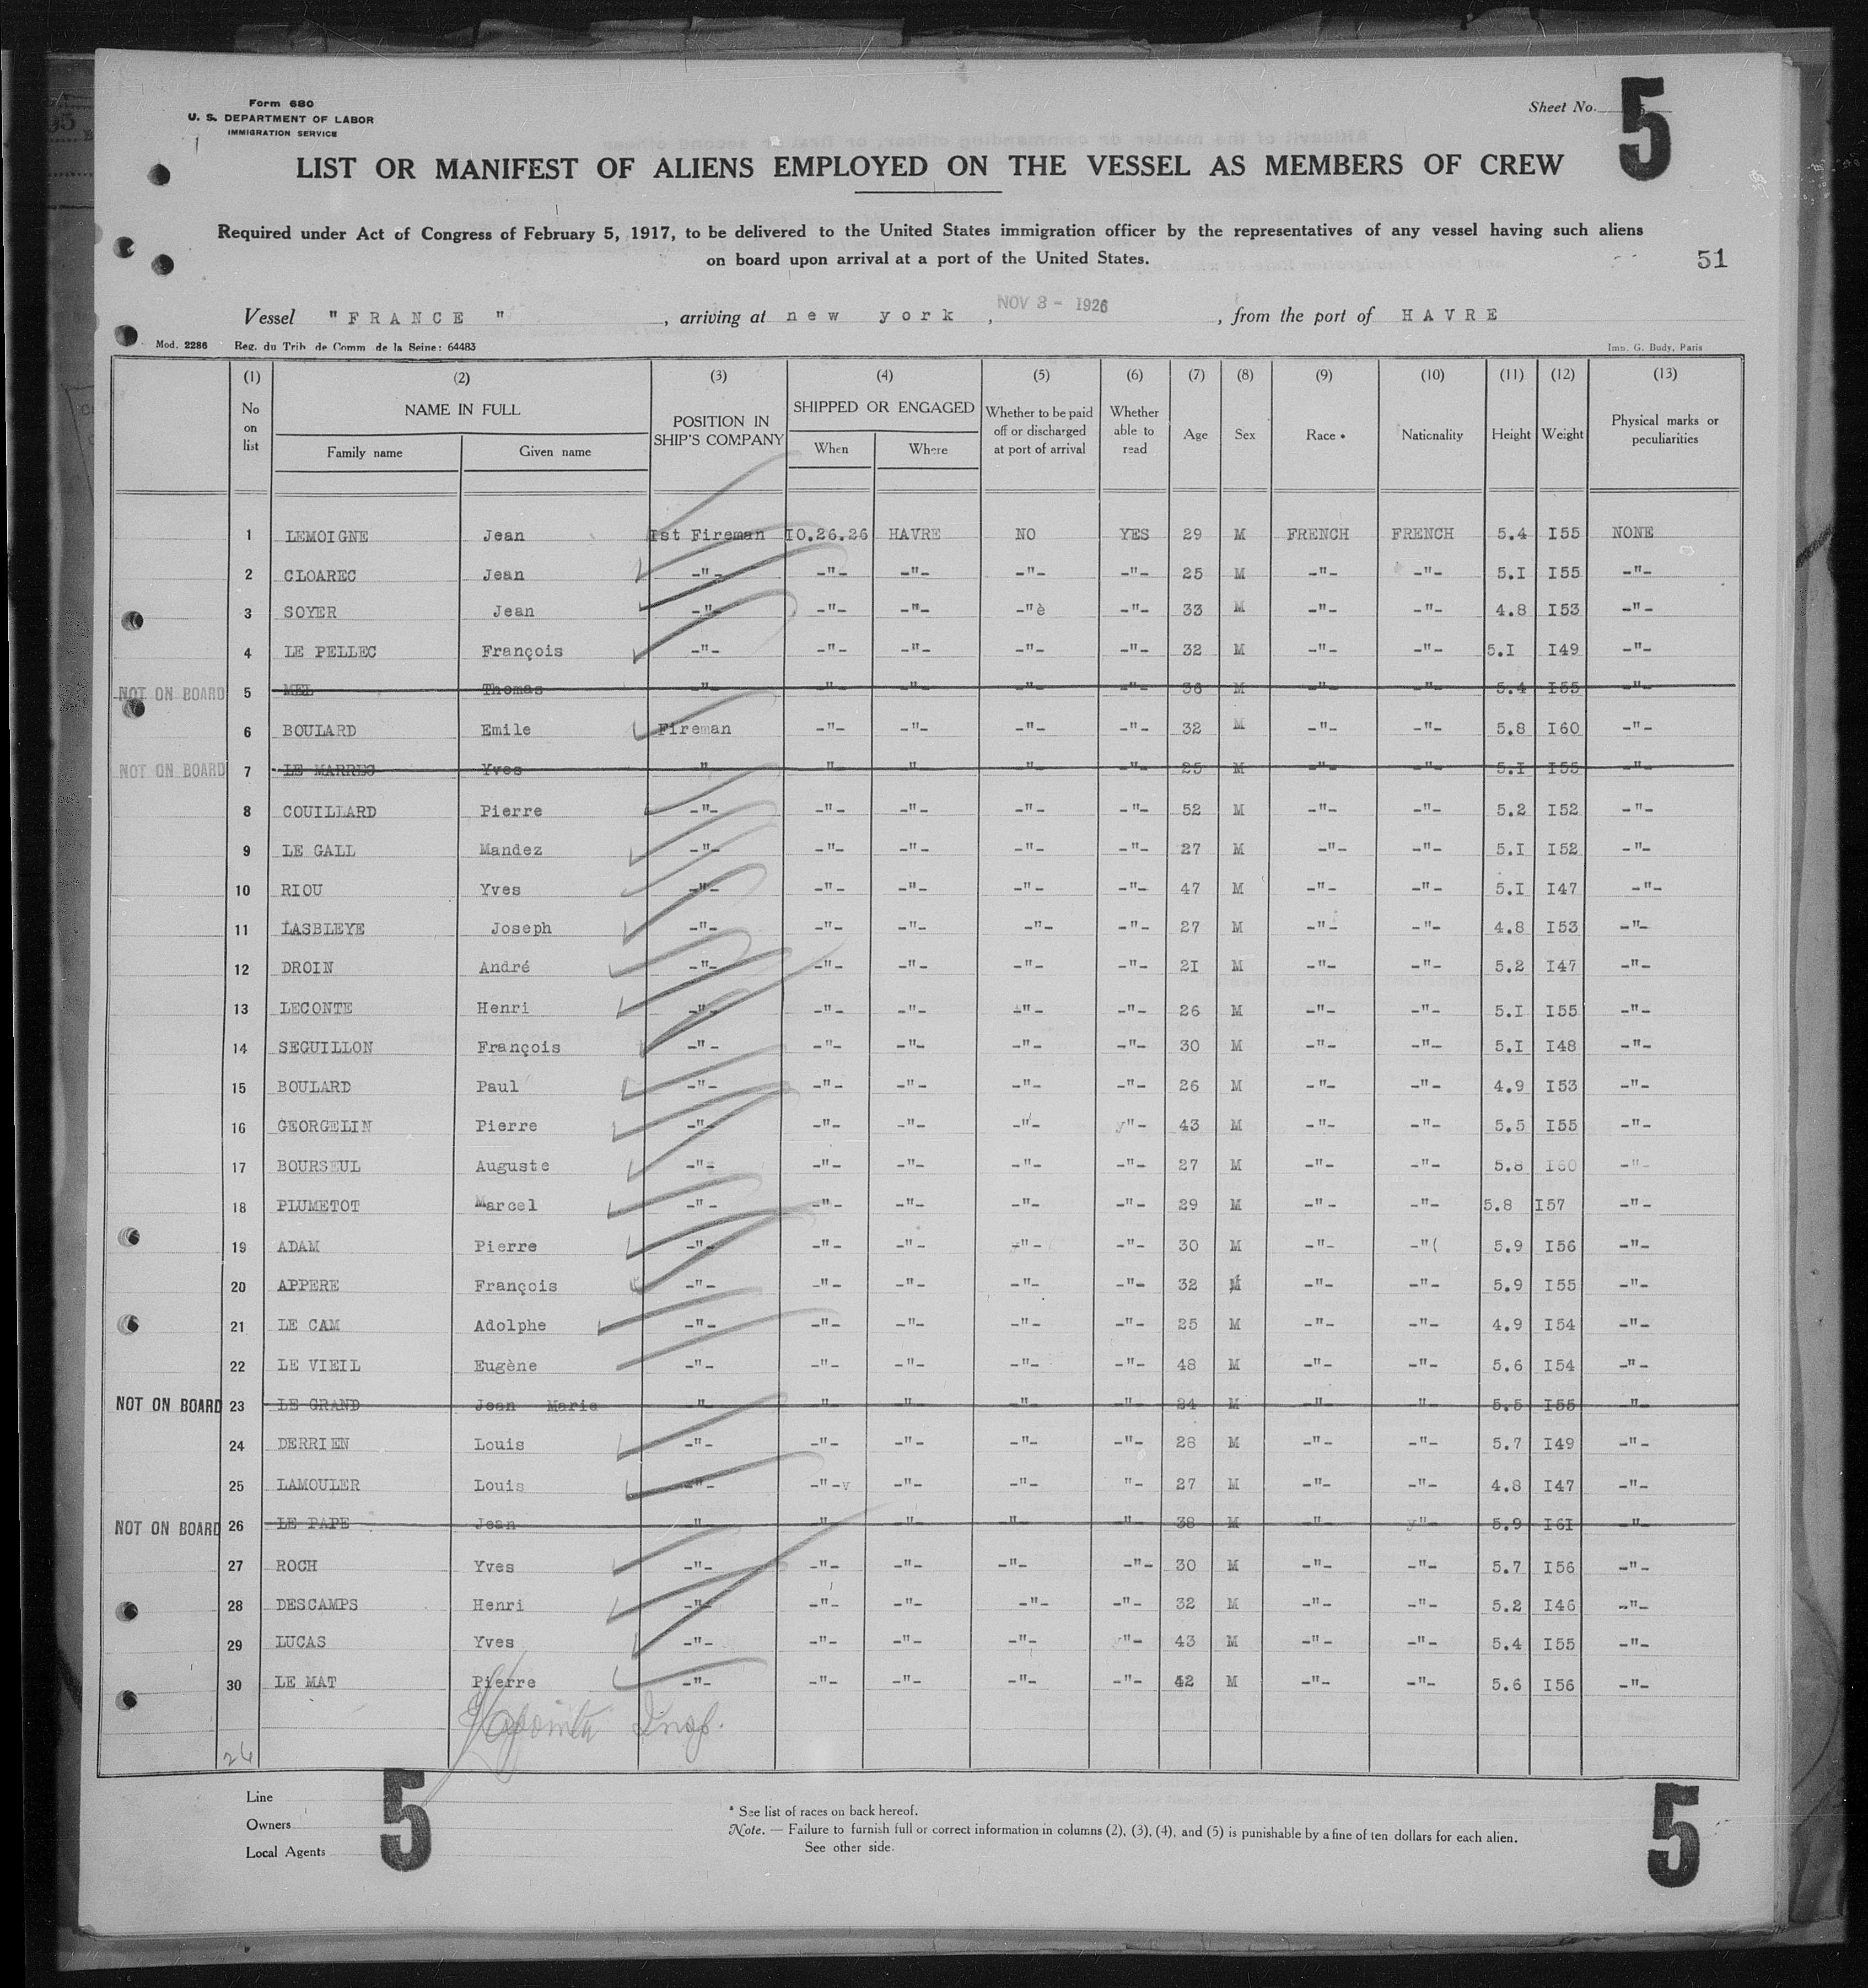 Form 680
U. S. DEPARTMENT OF LABOR
IMMIGRATION SERVICE
Sheet No. 5
LIST OR MANIFEST OF ALIENS EMPLOYED ON THE VESSEL AS MEMBERS OF CREW
Required under Act of Congress of February 5, 1917, to be delivered to the United States immigration officer by the representatives of any vessel having such aliens
on board upon arrival at a port of the United States.
51
Vessel "FRANCE", arriving at new york, NOV 3 - 1926, from the port of HAVRE
Mod. 2286 Reg. du Trib. de Comm. de la Seine: 64483 Imp. G. Budy, Paris
(1) (2) (3) (4) (5) (6) (7) (8) (9) (10) (11) (12) (13)
No on list NAME IN FULL Family name Given name POSITION IN SHIP'S COMPANY SHIPPED OR ENGAGED When Where Whether to be paid off or discharged at port of arrival Whether able to read Age Sex Race * Nationality Height Weight Physical marks or peculiarities
1 LEMOIGNE Jean Ist Fireman I0.26.26 HAVRE NO YES 29 M FRENCH FRENCH 5.4 I55 NONE
2 CLOAREC Jean -"- -"- -"- -"- -"- 25 M -"- -"- 5.I I55 -"-
3 SOYER Jean -"- -"- -"- -"è -"- 33 M -"- -"- 4.8 I53 -"-
4 LE PELLEC François -"- -"- -"- -"- -"- 32 M -"- -"- 5.I I49 -"-
NOT ON BOARD 5 MEL Thomas -"- -"- -"- -"- -"- 36 M -"- -"- 5.4 I55 -"-
6 BOULARD Emile Fireman -"- -"- -"- -"- 32 M -"- -"- 5.8 I60 -"-
NOT ON BOARD 7 LE MARREC Yves -"- -"- -"- -"- -"- 25 M -"- -"- 5.I I55 -"-
8 COUILLARD Pierre -"- -"- -"- -"- -"- 52 M -"- -"- 5.2 I52 -"-
9 LE GALL Mandez -"- -"- -"- -"- -"- 27 M -"- -"- 5.I I52 -"-
10 RIOU Yves -"- -"- -"- -"- -"- 47 M -"- -"- 5.I I47 -"-
11 LASBLEYE Joseph -"- -"- -"- -"- -"- 27 M -"- -"- 4.8 I53 -"-
12 DROIN André -"- -"- -"- -"- -"- 2I M -"- -"- 5.2 I47 -"-
13 LECONTE Henri -"- -"- -"- -"- -"- 26 M -"- -"- 5.I I55 -"-
14 SEGUILLON François -"- -"- -"- -"- -"- 30 M -"- -"- 5.I I48 -"-
15 BOULARD Paul -"- -"- -"- -"- -"- 26 M -"- -"- 4.9 I53 -"-
16 GEORGELIN Pierre -"- -"- -"- -"- -"- 43 M -"- -"- 5.5 I55 -"-
17 BOURSEUL Auguste -"- -"- -"- -"- -"- 27 M -"- -"- 5.8 I60 -"-
18 PLUMETOT Marcel -"- -"- -"- -"- -"- 29 M -"- -"- 5.8 I57 -"-
19 ADAM Pierre -"- -"- -"- -"- -"- 30 M -"- -"( 5.9 I56 -"-
20 APPERE François -"- -"- -"- -"- -"- 32 M -"- -"- 5.9 I55 -"-
21 LE CAM Adolphe -"- -"- -"- -"- -"- 25 M -"- -"- 4.9 I54 -"-
22 LE VIEIL Eugène -"- -"- -"- -"- -"- 48 M -"- -"- 5.6 I54 -"-
NOT ON BOARD 23 LE GRAND Jean Marie -"- -"- -"- -"- -"- 24 M -"- -"- 5.5 I55 -"-
24 DERRIEN Louis -"- -"- -"- -"- -"- 28 M -"- -"- 5.7 I49 -"-
25 LAMOULER Louis -"- -"-v -"- -"- "- 27 M -"- -"- 4.8 I47 -"-
NOT ON BOARD 26 LE PAPE Jean -"- -"- -"- -"- -"- 38 M -"- y"- 5.9 I6I -"-
27 ROCH Yves -"- -"- -"- -"- -"- 30 M -"- -"- 5.7 I56 -"-
28 DESCAMPS Henri -"- -"- -"- -"- -"- 32 M -"- -"- 5.2 I46 -"-
29 LUCAS Yves -"- -"- -"- -"- -"- 43 M -"- -"- 5.4 I55 -"-
30 LE MAT Pierre -"- -"- -"- -"- -"- 42 M -"- -"- 5.6 I56 -"-
Insp.
26
Line
Owners
Local Agents
5
* See list of races on back hereof.
Note. — Failure to furnish full or correct information in columns (2), (3), (4), and (5) is punishable by a fine of ten dollars for each alien.
See other side.
5